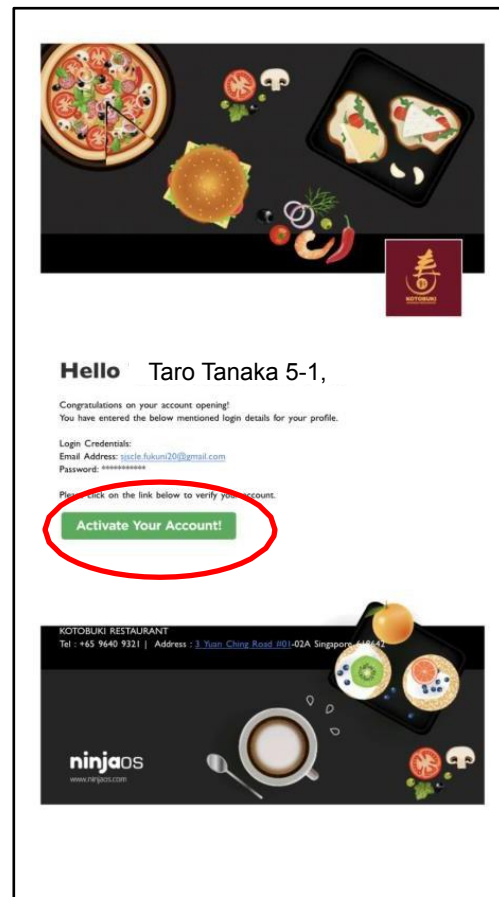 KOTOBUKI
Hello Taro Tanaka 5-1,
Congratulations on your account opening!
You have entered the below mentioned login details for your profile.
Login Credentials:
Email Address: sjscle.fukuni20@gmail.com
Password: ***********
Please click on the link below to verify your account.
Activate Your Account!
KOTOBUKI RESTAURANT
Tel : +65 9640 9321 | Address : 3 Yuan Ching Road #01-02A Singapore 618642
ninjaos
www.ninjaos.com